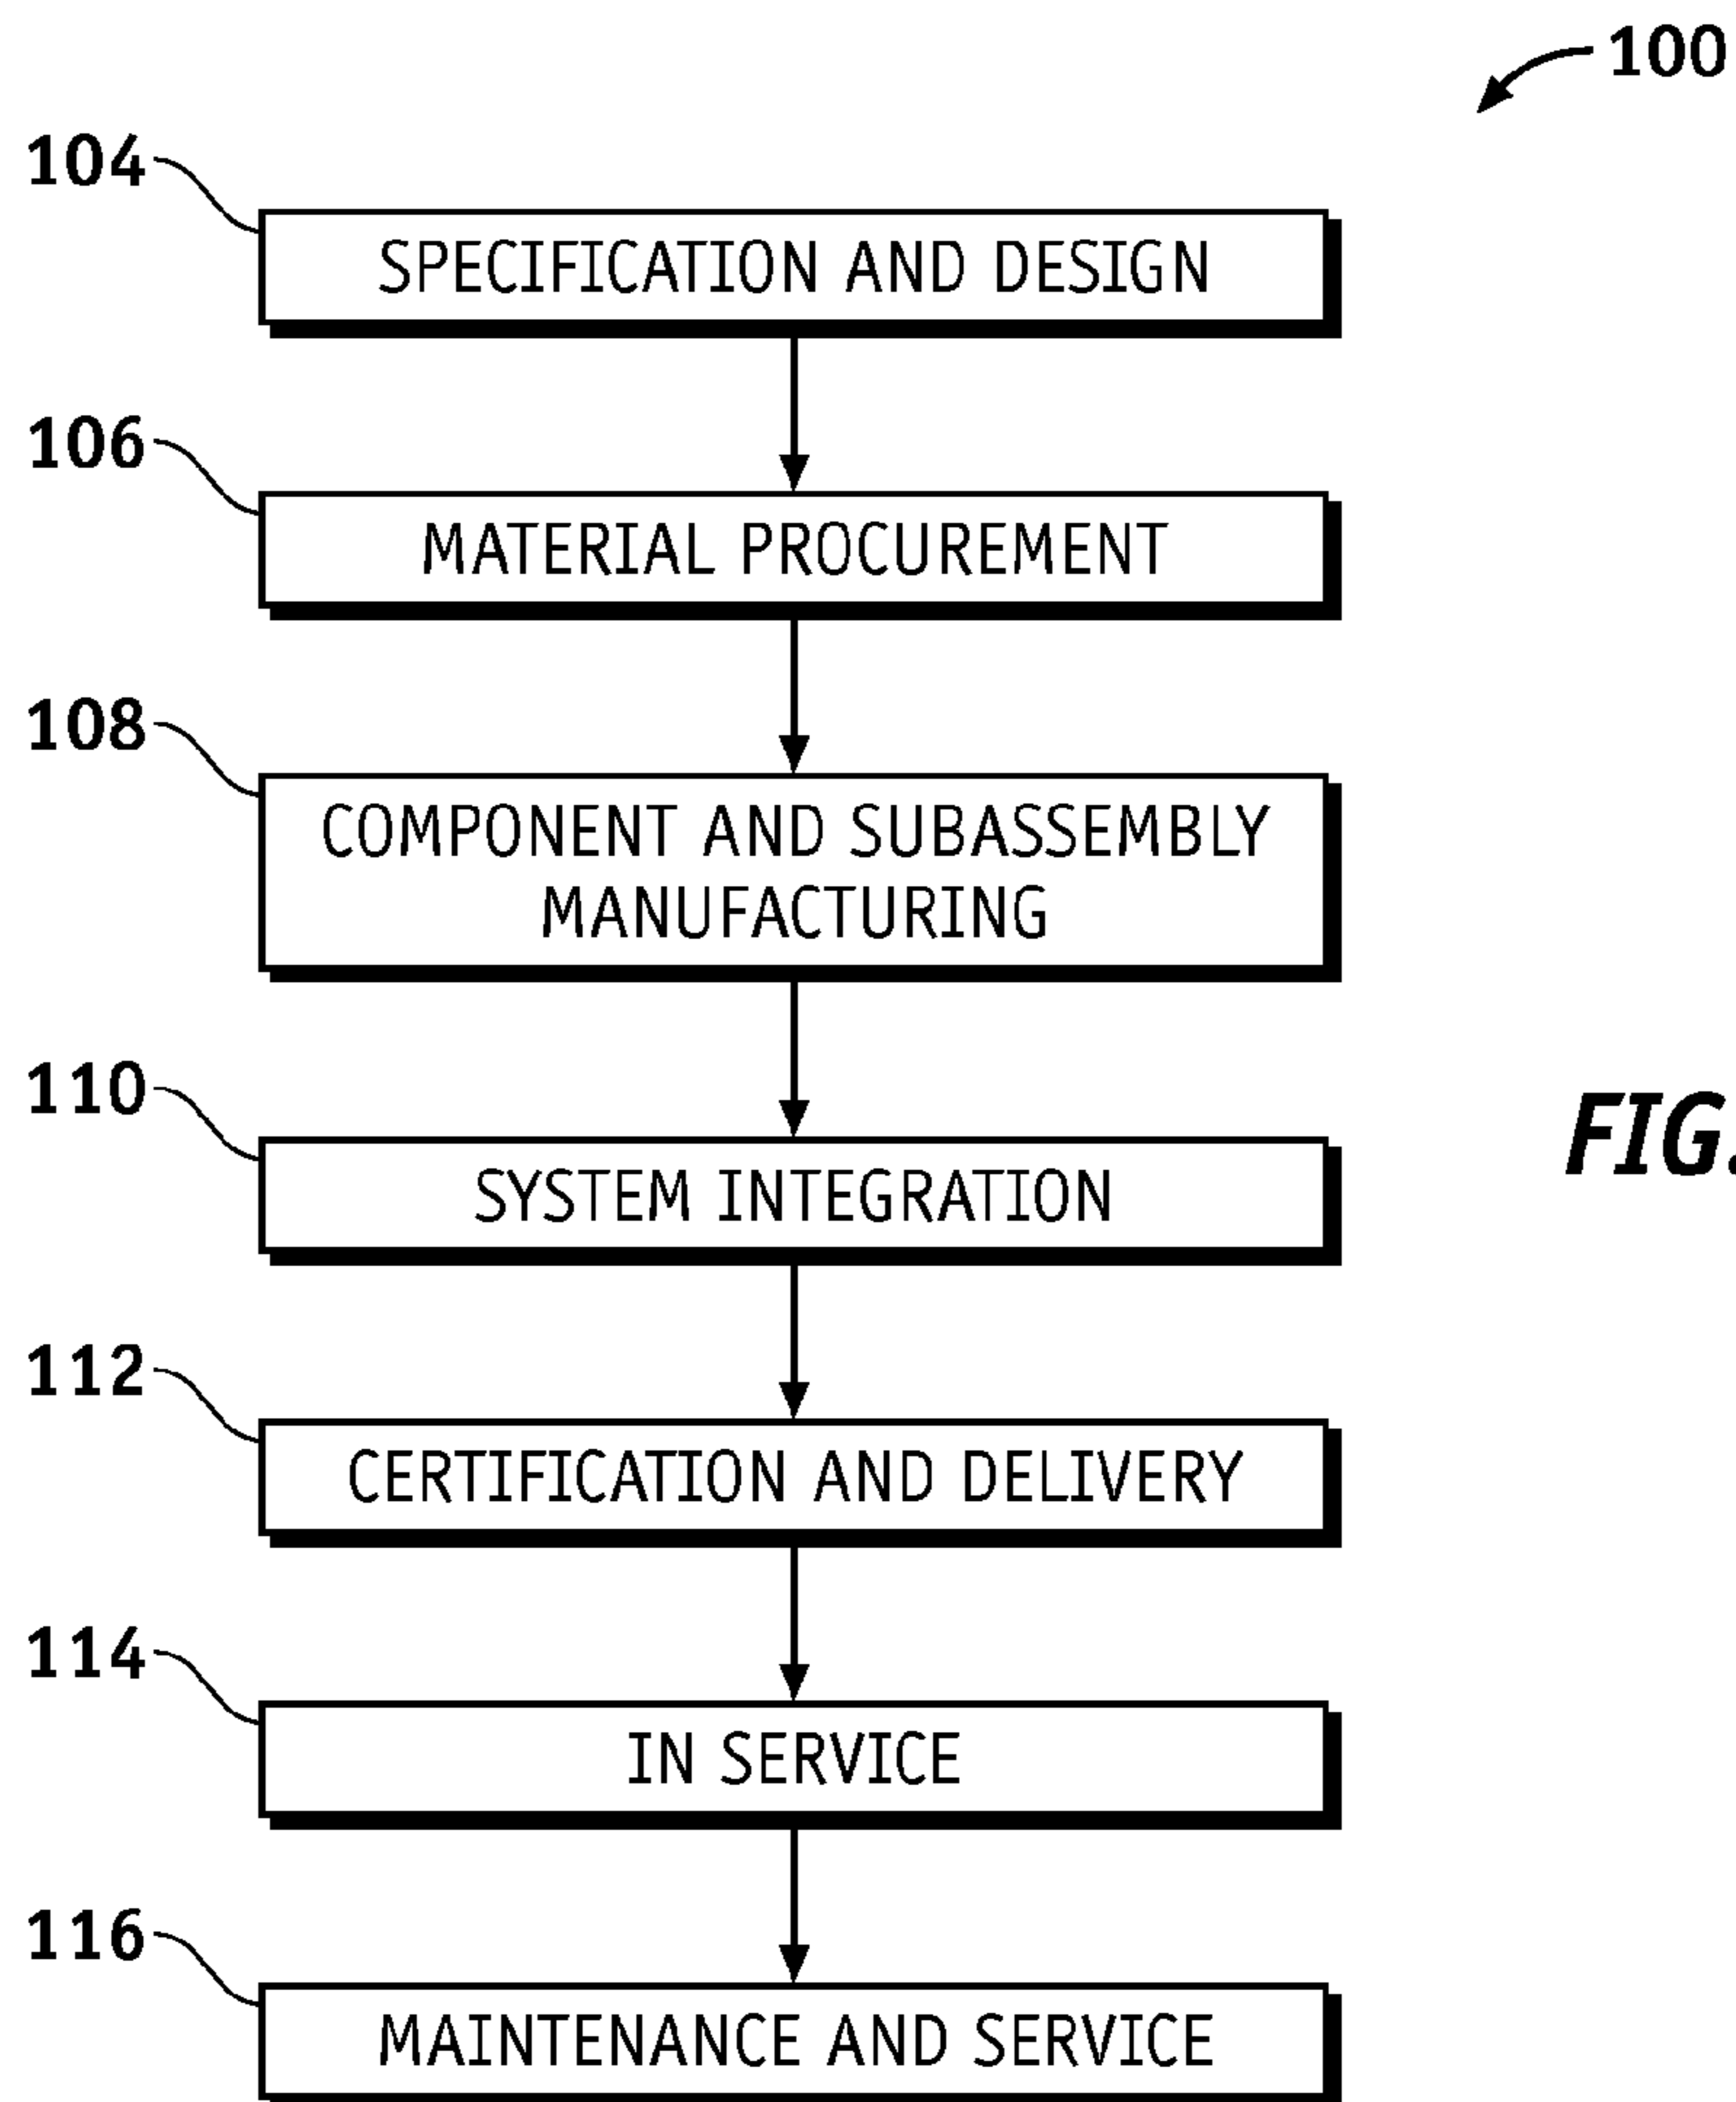 100
104
SPECIFICATION AND DESIGN
106
MATERIAL PROCUREMENT
108
COMPONENT AND SUBASSEMBLY
MANUFACTURING
110
SYSTEM INTEGRATION
FIG.
112
CERTIFICATION AND DELIVERY
114
IN SERVICE
116
MAINTENANCE AND SERVICE